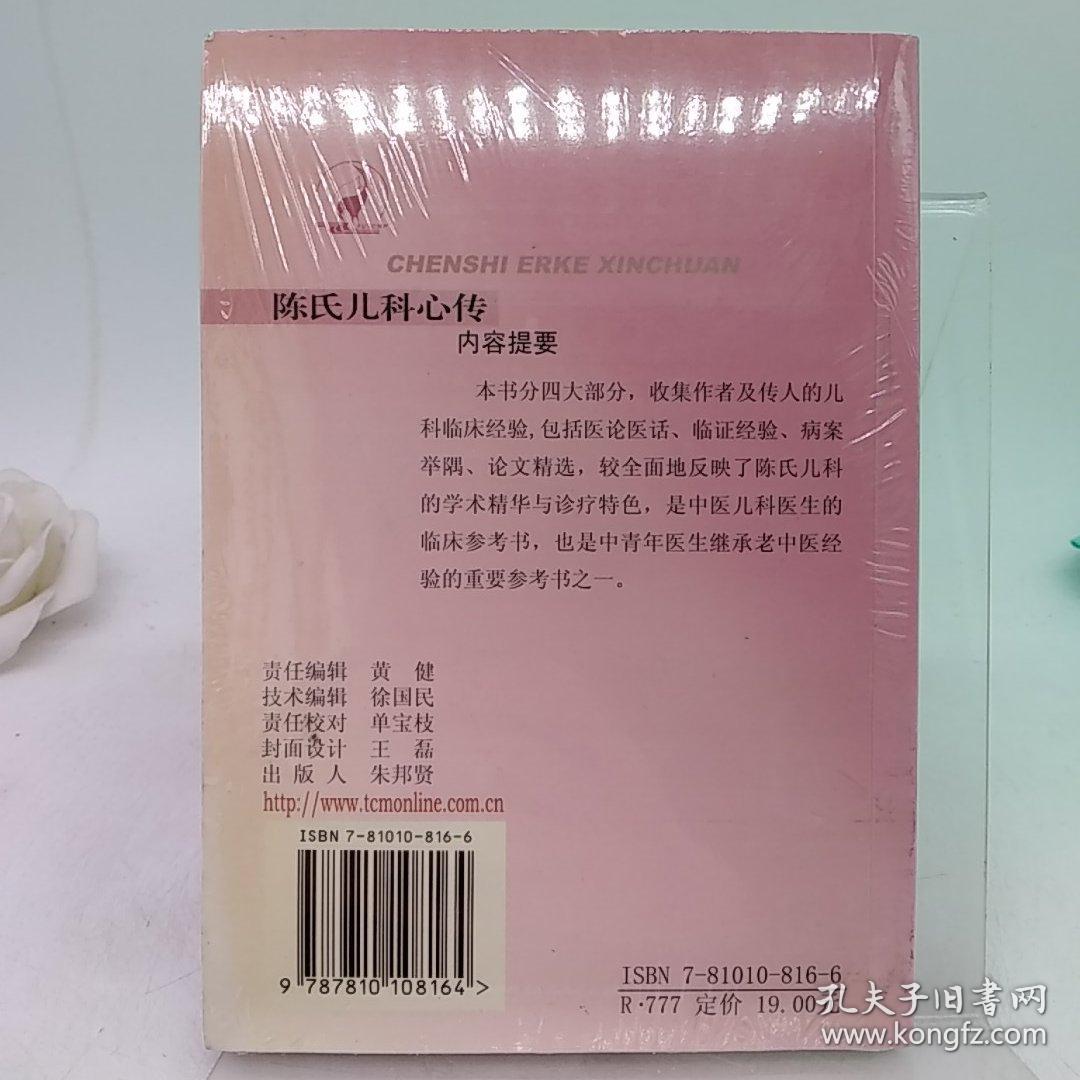 CHENSHI ERKE XINCHUAN
陈氏儿科心传
内容提要
本书分四大部分，收集作者及传人的儿
科临床经验,包括医论医话、临证经验、病案
举隅、论文精选，较全面地反映了陈氏儿科
的学术精华与诊疗特色，是中医儿科医生的
临床参考书，也是中青年医生继承老中医经
验的重要参考书之一。
责任编辑 黄 健
技术编辑 徐国民
责任校对 单宝枝
封面设计 王 磊
出 版 人 朱邦贤
http://www.tcmonline.com.cn
ISBN 7-81010-816-6
9 787810 108164 >
ISBN 7-81010-816-6
R·777 定价 19.00元
孔夫子旧書网
www.kongfz.com